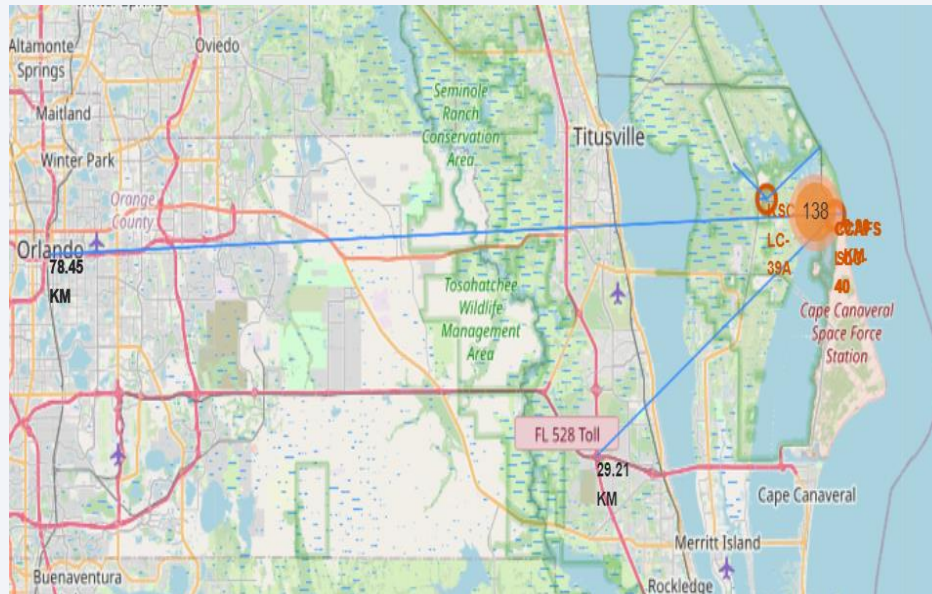 Winter Springs
Altamonte
Springs
Oviedo
Maitland
Seminole
Ranch
Conservation
Area
Titusville
Winter Park
Orange
County
KSC
LC-
39A
138
40
Orlando
78.45
KM
Tosohatchee
Wildlife
Management
Area
Cape Canaveral
Space Force
Station
FL 528 Toll
29.21
KM
Cape Canaveral
Merritt Island
Buenaventura
Rockledge